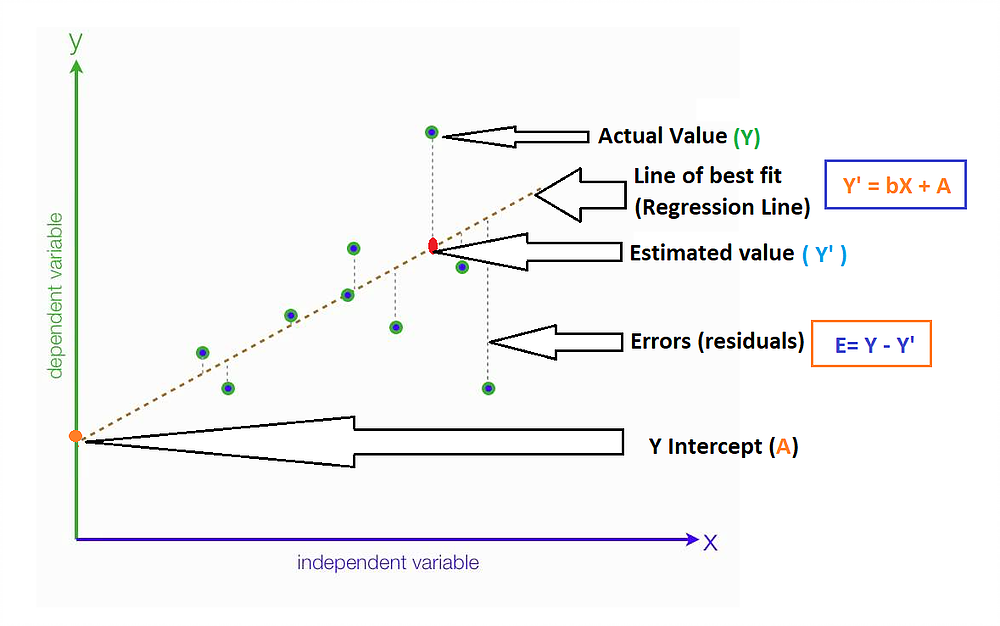 y
Actual Value (Y)
Line of best fit
(Regression Line)
Y' = bX + A
Estimated value ( Y' )
dependent variable
Errors (residuals)
E= Y - Y'
Y Intercept (A)
X
independent variable